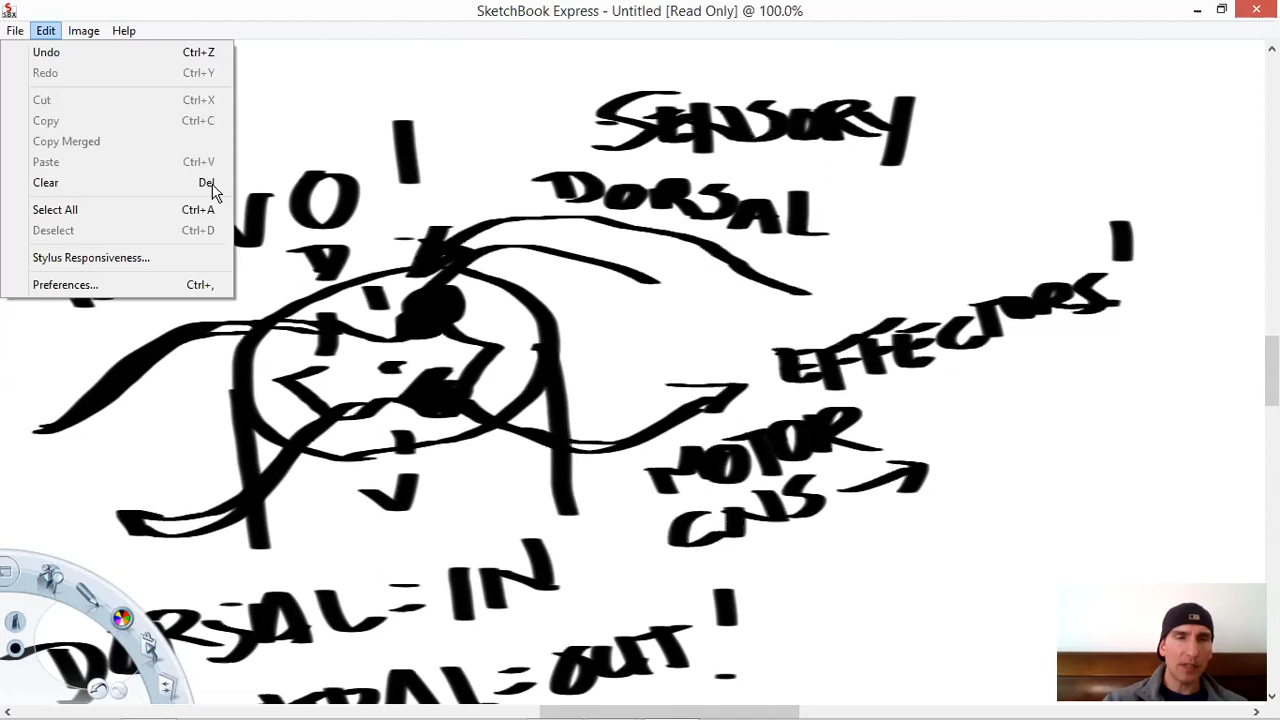 SBX
SketchBook Express - Untitled [Read Only] @ 100.0%
File Edit Image Help
Undo Ctrl+Z
Redo Ctrl+Y
Cut Ctrl+X
Copy Ctrl+C
Copy Merged
Paste Ctrl+V
Clear Del
Select All Ctrl+A
Deselect Ctrl+D
Stylus Responsiveness...
Preferences... Ctrl+,
SENSORY
DORSAL
D
EFFECTORS
MOTOR
CNS →
V
DORSAL = IN
= OUT !